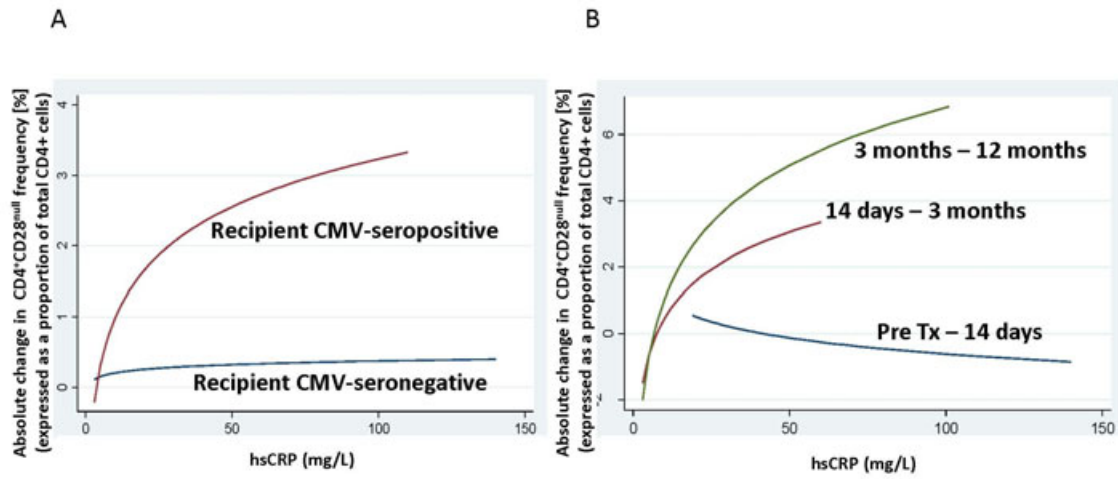 A
Absolute change in CD4⁺CD28ⁿᵘˡˡ frequency [%]
(expressed as a proportion of total CD4+ cells)
4
3
2
1
0
Recipient CMV-seropositive
Recipient CMV-seronegative
0
50
100
150
hsCRP (mg/L)
B
Absolute change in CD4⁺CD28ⁿᵘˡˡ frequency [%]
(expressed as a proportion of total CD4+ cells)
6
4
2
0
3 months – 12 months
14 days – 3 months
Pre Tx – 14 days
0
50
100
150
hsCRP (mg/L)